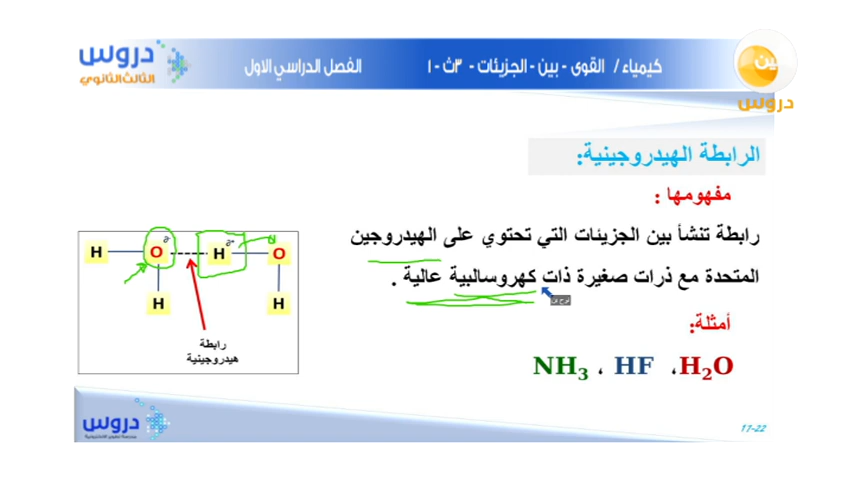 دروس
الثالث الثانوي
الفصل الدراسي الاول
كيمياء / القوى - بين - الجزيئات - ٣ث - ١
عين
دروس
الرابطة الهيدروجينية:
مفهومها :
رابطة تنشأ بين الجزيئات التي تحتوي على الهيدروجين
المتحدة مع ذرات صغيرة ذات كهروسالبية عالية .
أمثلة:
H₂O، HF ، NH₃
H O H O
H H
رابطة
هيدروجينية
دروس
11-22